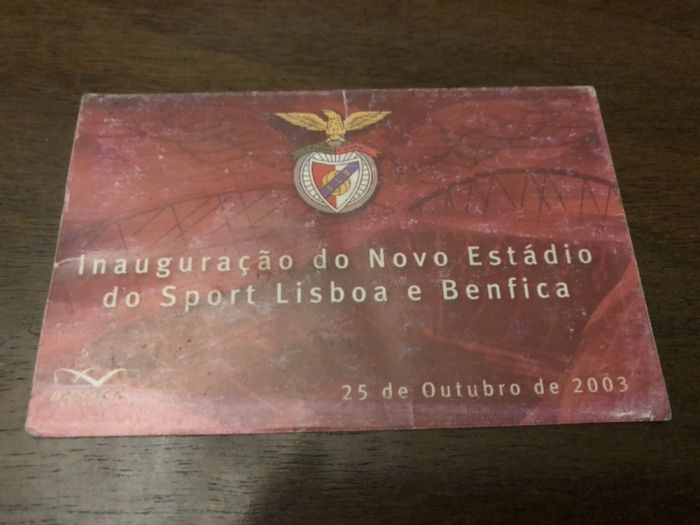 Inauguração do Novo Estádio
do Sport Lisboa e Benfica
25 de Outubro de 2003